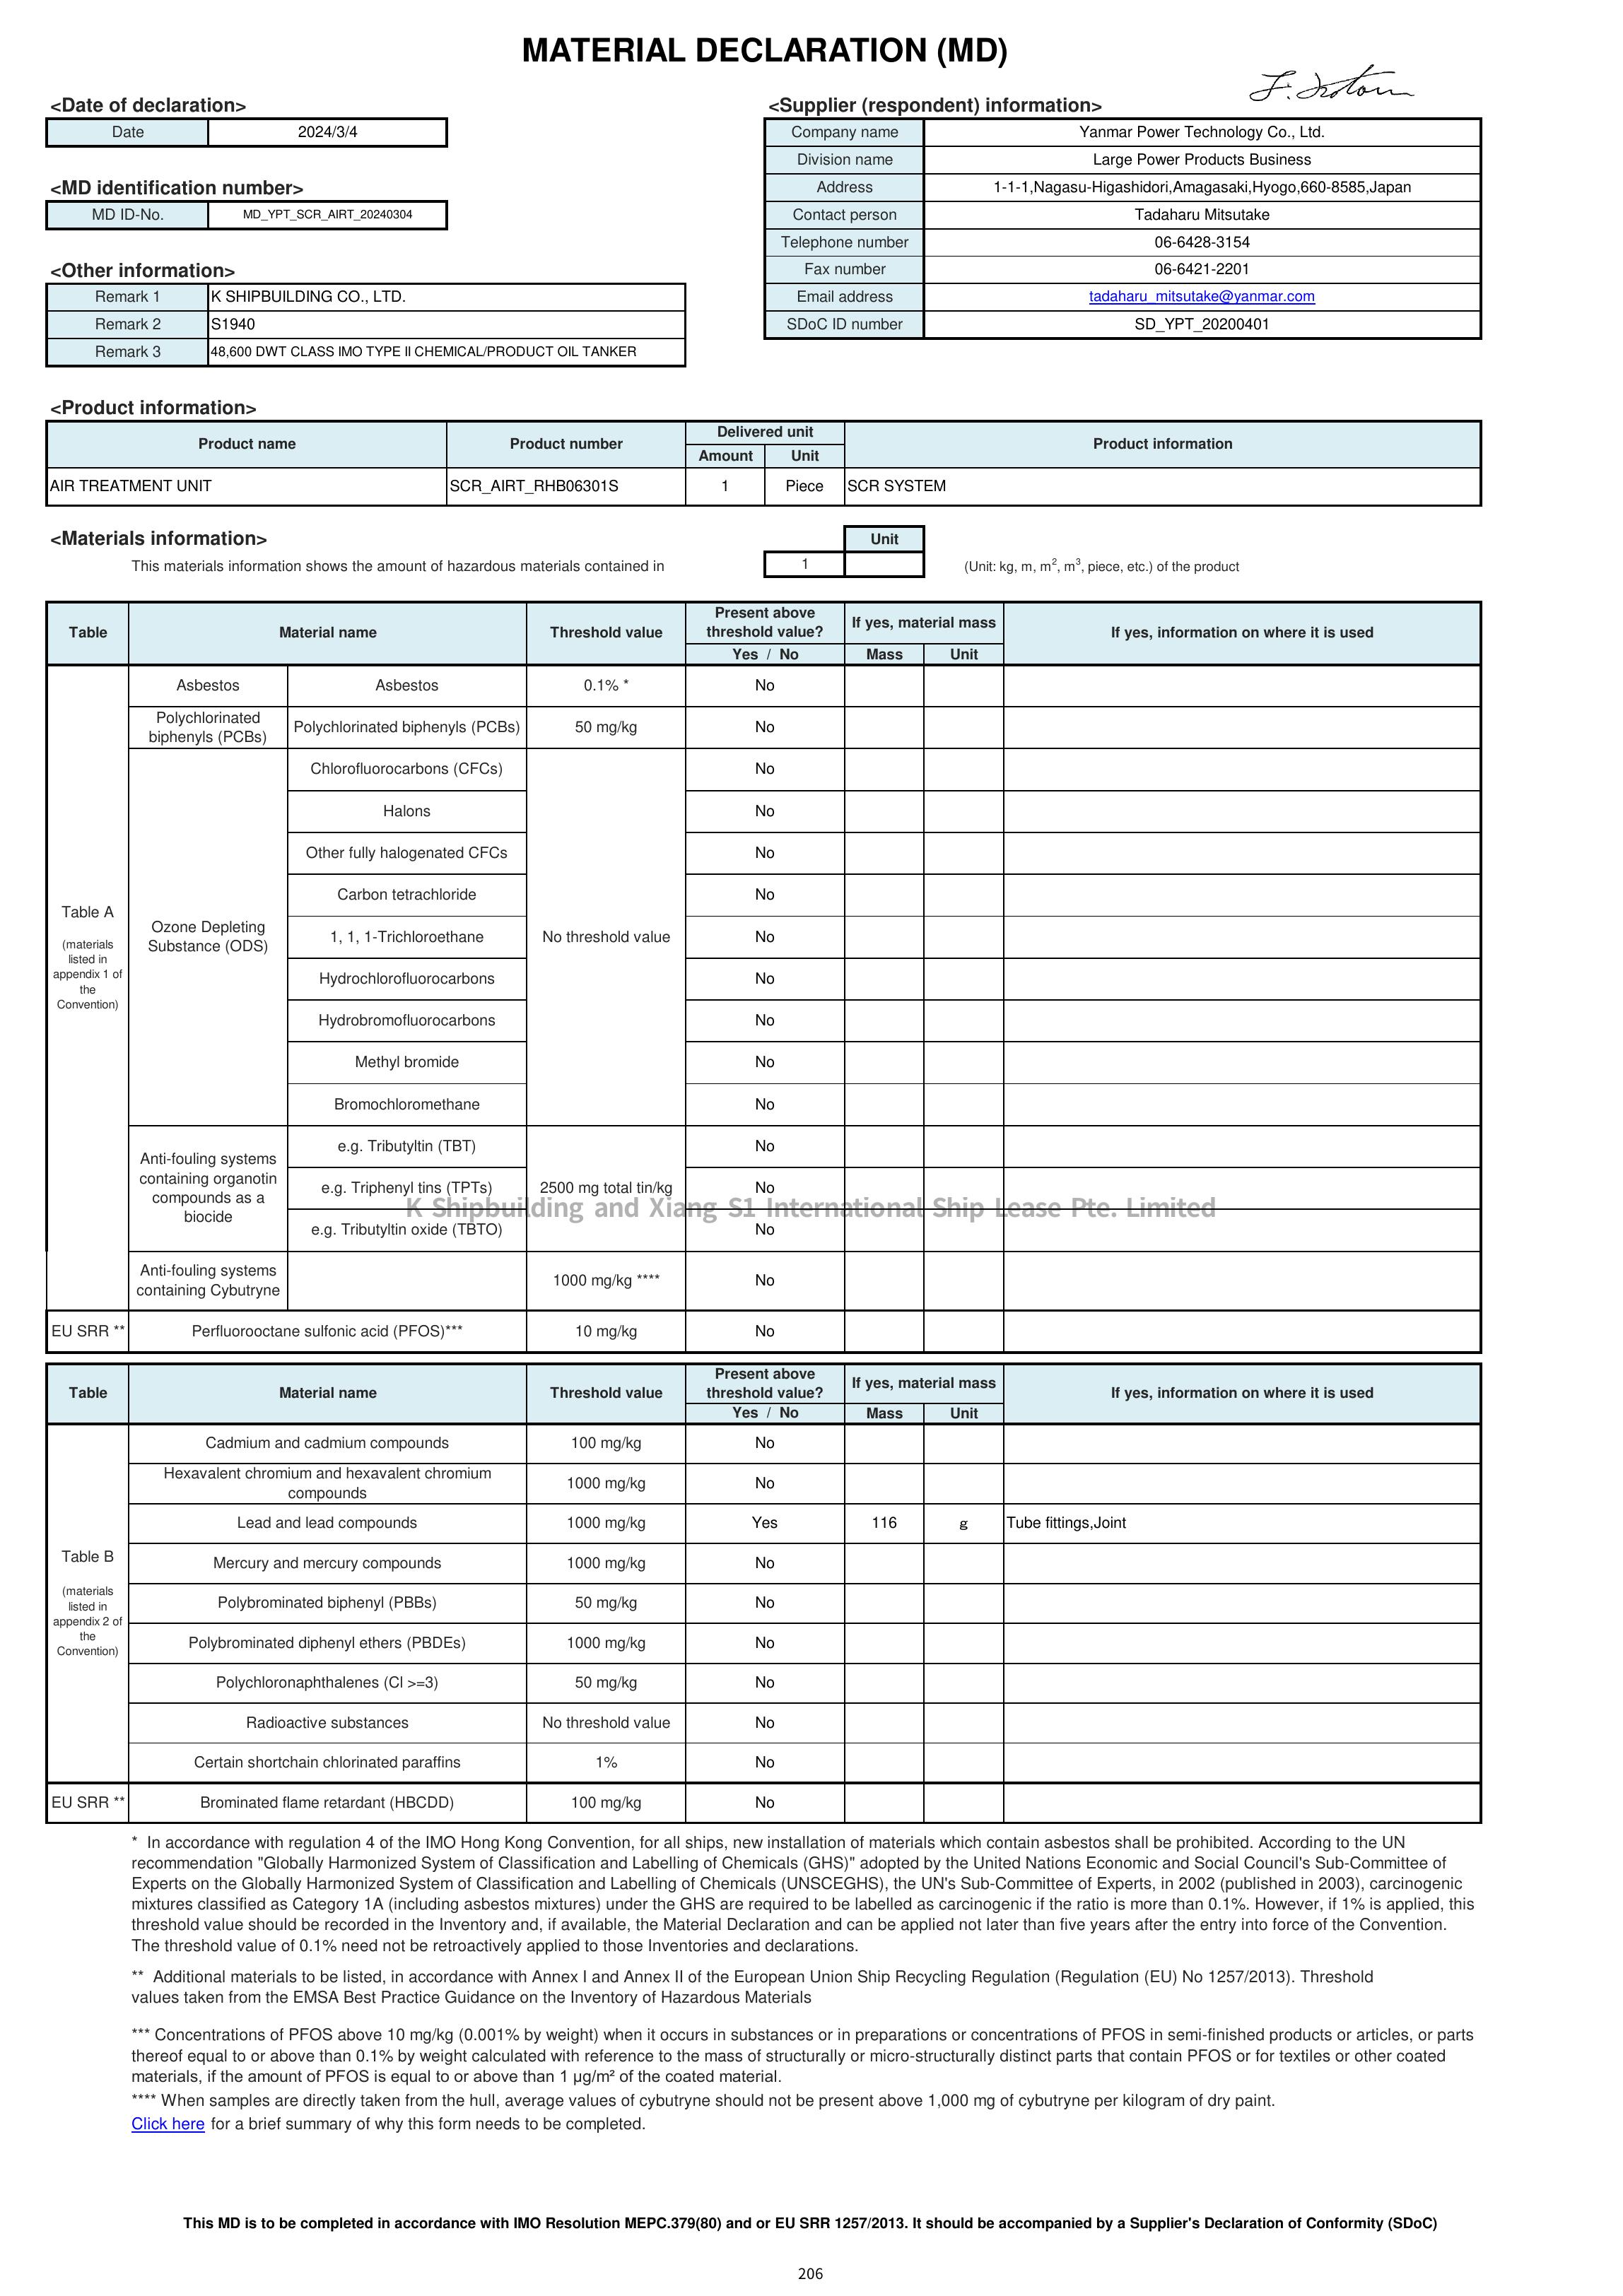 MATERIAL DECLARATION (MD)
<Date of declaration>
Date 2024/3/4
<MD identification number>
MD ID-No. MD_YPT_SCR_AIRT_20240304
<Other information>
Remark 1 K SHIPBUILDING CO., LTD.
Remark 2 S1940
Remark 3 48,600 DWT CLASS IMO TYPE II CHEMICAL/PRODUCT OIL TANKER
<Supplier (respondent) information>
Company name Yanmar Power Technology Co., Ltd.
Division name Large Power Products Business
Address 1-1-1,Nagasu-Higashidori,Amagasaki,Hyogo,660-8585,Japan
Contact person Tadaharu Mitsutake
Telephone number 06-6428-3154
Fax number 06-6421-2201
Email address tadaharu_mitsutake@yanmar.com
SDoC ID number SD_YPT_20200401
<Product information>
Product name Product number Delivered unit Product information
Amount Unit
AIR TREATMENT UNIT SCR_AIRT_RHB06301S 1 Piece SCR SYSTEM
<Materials information>
Unit
This materials information shows the amount of hazardous materials contained in 1 (Unit: kg, m, m², m³, piece, etc.) of the product
Table Material name Threshold value Present above threshold value? If yes, material mass If yes, information on where it is used
Yes / No Mass Unit
Table A
(materials listed in appendix 1 of the Convention)
Asbestos Asbestos 0.1% * No
Polychlorinated biphenyls (PCBs) Polychlorinated biphenyls (PCBs) 50 mg/kg No
Ozone Depleting Substance (ODS) No threshold value
Chlorofluorocarbons (CFCs) No
Halons No
Other fully halogenated CFCs No
Carbon tetrachloride No
1, 1, 1-Trichloroethane No
Hydrochlorofluorocarbons No
Hydrobromofluorocarbons No
Methyl bromide No
Bromochloromethane No
Anti-fouling systems containing organotin compounds as a biocide 2500 mg total tin/kg
e.g. Tributyltin (TBT) No
e.g. Triphenyl tins (TPTs) No
K Shipbuilding and Xiang S1 International Ship Lease Pte. Limited
e.g. Tributyltin oxide (TBTO) No
Anti-fouling systems containing Cybutryne 1000 mg/kg **** No
EU SRR ** Perfluorooctane sulfonic acid (PFOS)*** 10 mg/kg No
Table Material name Threshold value Present above threshold value? If yes, material mass If yes, information on where it is used
Yes / No Mass Unit
Table B
(materials listed in appendix 2 of the Convention)
Cadmium and cadmium compounds 100 mg/kg No
Hexavalent chromium and hexavalent chromium compounds 1000 mg/kg No
Lead and lead compounds 1000 mg/kg Yes 116 g Tube fittings,Joint
Mercury and mercury compounds 1000 mg/kg No
Polybrominated biphenyl (PBBs) 50 mg/kg No
Polybrominated diphenyl ethers (PBDEs) 1000 mg/kg No
Polychloronaphthalenes (Cl >=3) 50 mg/kg No
Radioactive substances No threshold value No
Certain shortchain chlorinated paraffins 1% No
EU SRR ** Brominated flame retardant (HBCDD) 100 mg/kg No
* In accordance with regulation 4 of the IMO Hong Kong Convention, for all ships, new installation of materials which contain asbestos shall be prohibited. According to the UN
recommendation "Globally Harmonized System of Classification and Labelling of Chemicals (GHS)" adopted by the United Nations Economic and Social Council's Sub-Committee of
Experts on the Globally Harmonized System of Classification and Labelling of Chemicals (UNSCEGHS), the UN's Sub-Committee of Experts, in 2002 (published in 2003), carcinogenic
mixtures classified as Category 1A (including asbestos mixtures) under the GHS are required to be labelled as carcinogenic if the ratio is more than 0.1%. However, if 1% is applied, this
threshold value should be recorded in the Inventory and, if available, the Material Declaration and can be applied not later than five years after the entry into force of the Convention.
The threshold value of 0.1% need not be retroactively applied to those Inventories and declarations.
** Additional materials to be listed, in accordance with Annex I and Annex II of the European Union Ship Recycling Regulation (Regulation (EU) No 1257/2013). Threshold
values taken from the EMSA Best Practice Guidance on the Inventory of Hazardous Materials
*** Concentrations of PFOS above 10 mg/kg (0.001% by weight) when it occurs in substances or in preparations or concentrations of PFOS in semi-finished products or articles, or parts
thereof equal to or above than 0.1% by weight calculated with reference to the mass of structurally or micro-structurally distinct parts that contain PFOS or for textiles or other coated
materials, if the amount of PFOS is equal to or above than 1 µg/m² of the coated material.
**** When samples are directly taken from the hull, average values of cybutryne should not be present above 1,000 mg of cybutryne per kilogram of dry paint.
Click here for a brief summary of why this form needs to be completed.
This MD is to be completed in accordance with IMO Resolution MEPC.379(80) and or EU SRR 1257/2013. It should be accompanied by a Supplier's Declaration of Conformity (SDoC)
206